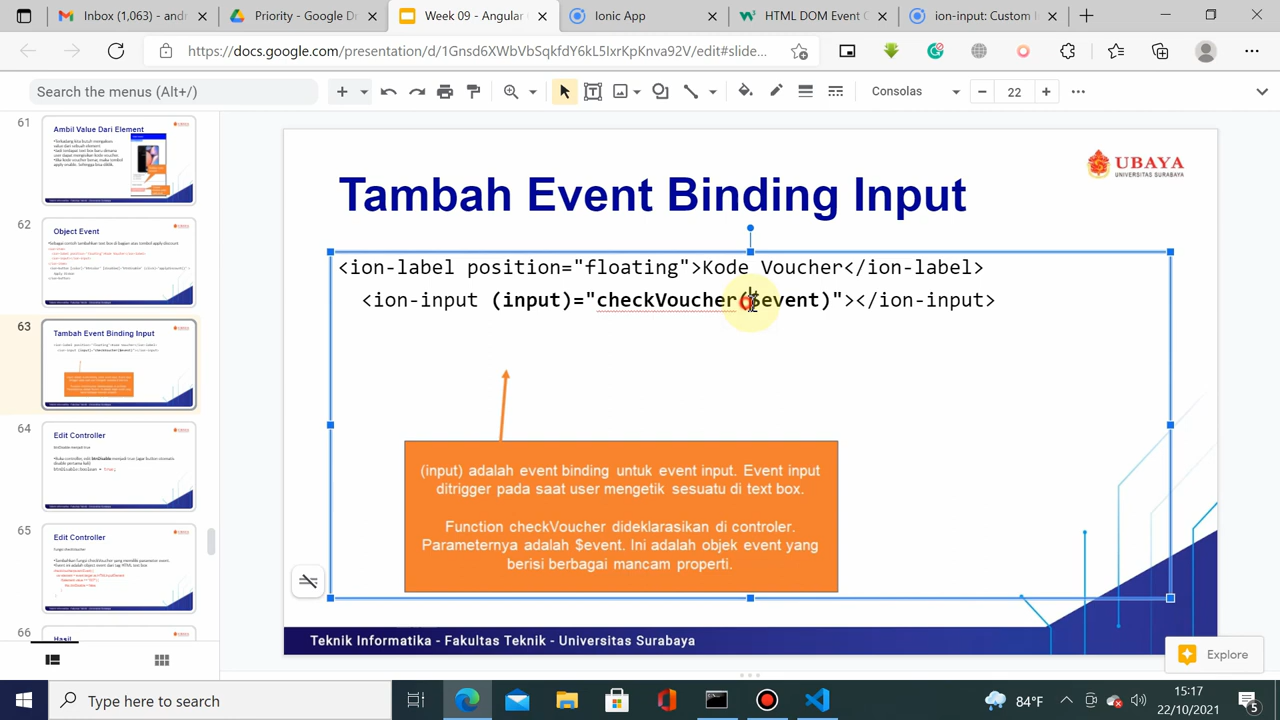 M Inbox (16)
Priority - Google D
Week 09 - Angular
Ionic App
HTML DOM Event
ion-input: Custom
https://docs.google.com/presentation/d/1Gnsd6XWbVbSqkfdY6kL5IxrKpKnva92V/edit#slide...
Search the menus (Alt+/)
Consolas
22
61
Ambil Value Dari Element
62
Object Event
63
Tambah Event Binding Input
64
Edit Controller
65
Edit Controller
66
Hasil
UBAYA
UNIVERSITAS SURABAYA
Tambah Event Binding Input
<ion-label position="floating">Kode Voucher</ion-label>
<ion-input (input)="checkVoucher($event)"></ion-input>
(input) adalah event binding untuk event input. Event input
ditrigger pada saat user mengetik sesuatu di text box.
Function checkVoucher dideklarasikan di controler.
Parameternya adalah $event. Ini adalah objek event yang
berisi berbagai mancam properti.
Teknik Informatika - Fakultas Teknik - Universitas Surabaya
Explore
Type here to search
84°F
15:17
22/10/2021
5